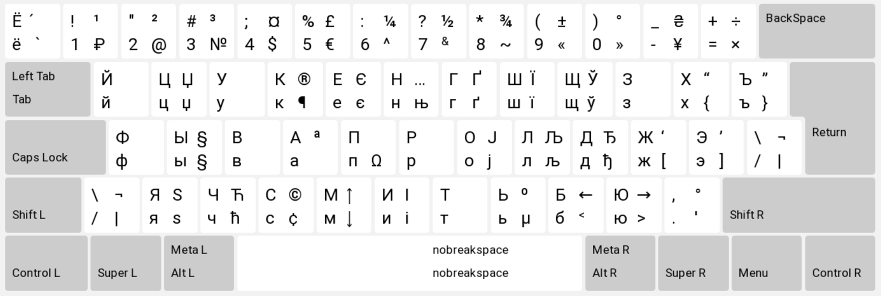 Ë ´ ! ¹ " ² # ³ ; ¤ % £ : ¼ ? ½ * ¾ ( ± ) ° _ ₴ + ÷ BackSpace
ë ` 1 ₽ 2 @ 3 № 4 $ 5 € 6 ^ 7 & 8 ~ 9 « 0 » - ¥ = ×
Left Tab Й Ц Џ У К ® Е Є Н … Г Ґ Ш Ї Щ Ў З Х “ Ъ ”
Tab й ц џ у к ¶ е є н њ г ґ ш ї щ ў з х { ъ }
Ф Ы § В А ª П Р О Ј Л Љ Д Ђ Ж ‘ Э ’ \ ¬ Return
Caps Lock ф ы § в а п Ω р о ј л љ д ђ ж [ э ] / |
\ ¬ Я Ѕ Ч Ћ С © М ↑ И І Т Ь º Б ← Ю → , °
Shift L / | я ѕ ч ћ с ¢ м ↓ и і т ь µ б < ю > . ' Shift R
Meta L nobreakspace Meta R
Control L Super L Alt L nobreakspace Alt R Super R Menu Control R